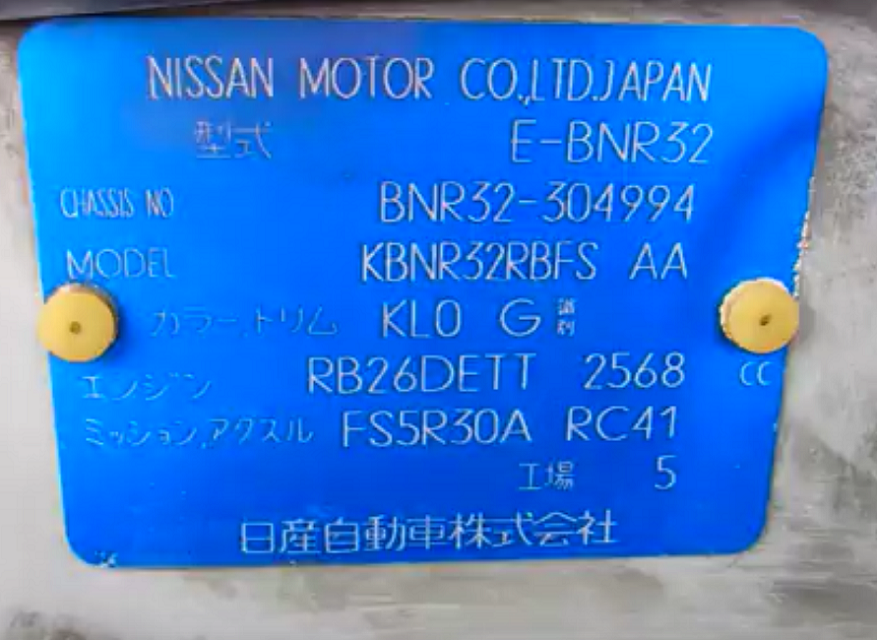 NISSAN MOTOR CO.,LTD.JAPAN
型式 E-BNR32
CHASSIS NO BNR32-304994
MODEL KBNR32RBFS AA
カラー,トリム KL0 G 識別
エンジン RB26DETT 2568 CC
ミッション,アクスル FS5R30A RC41
工場 5
日産自動車株式会社